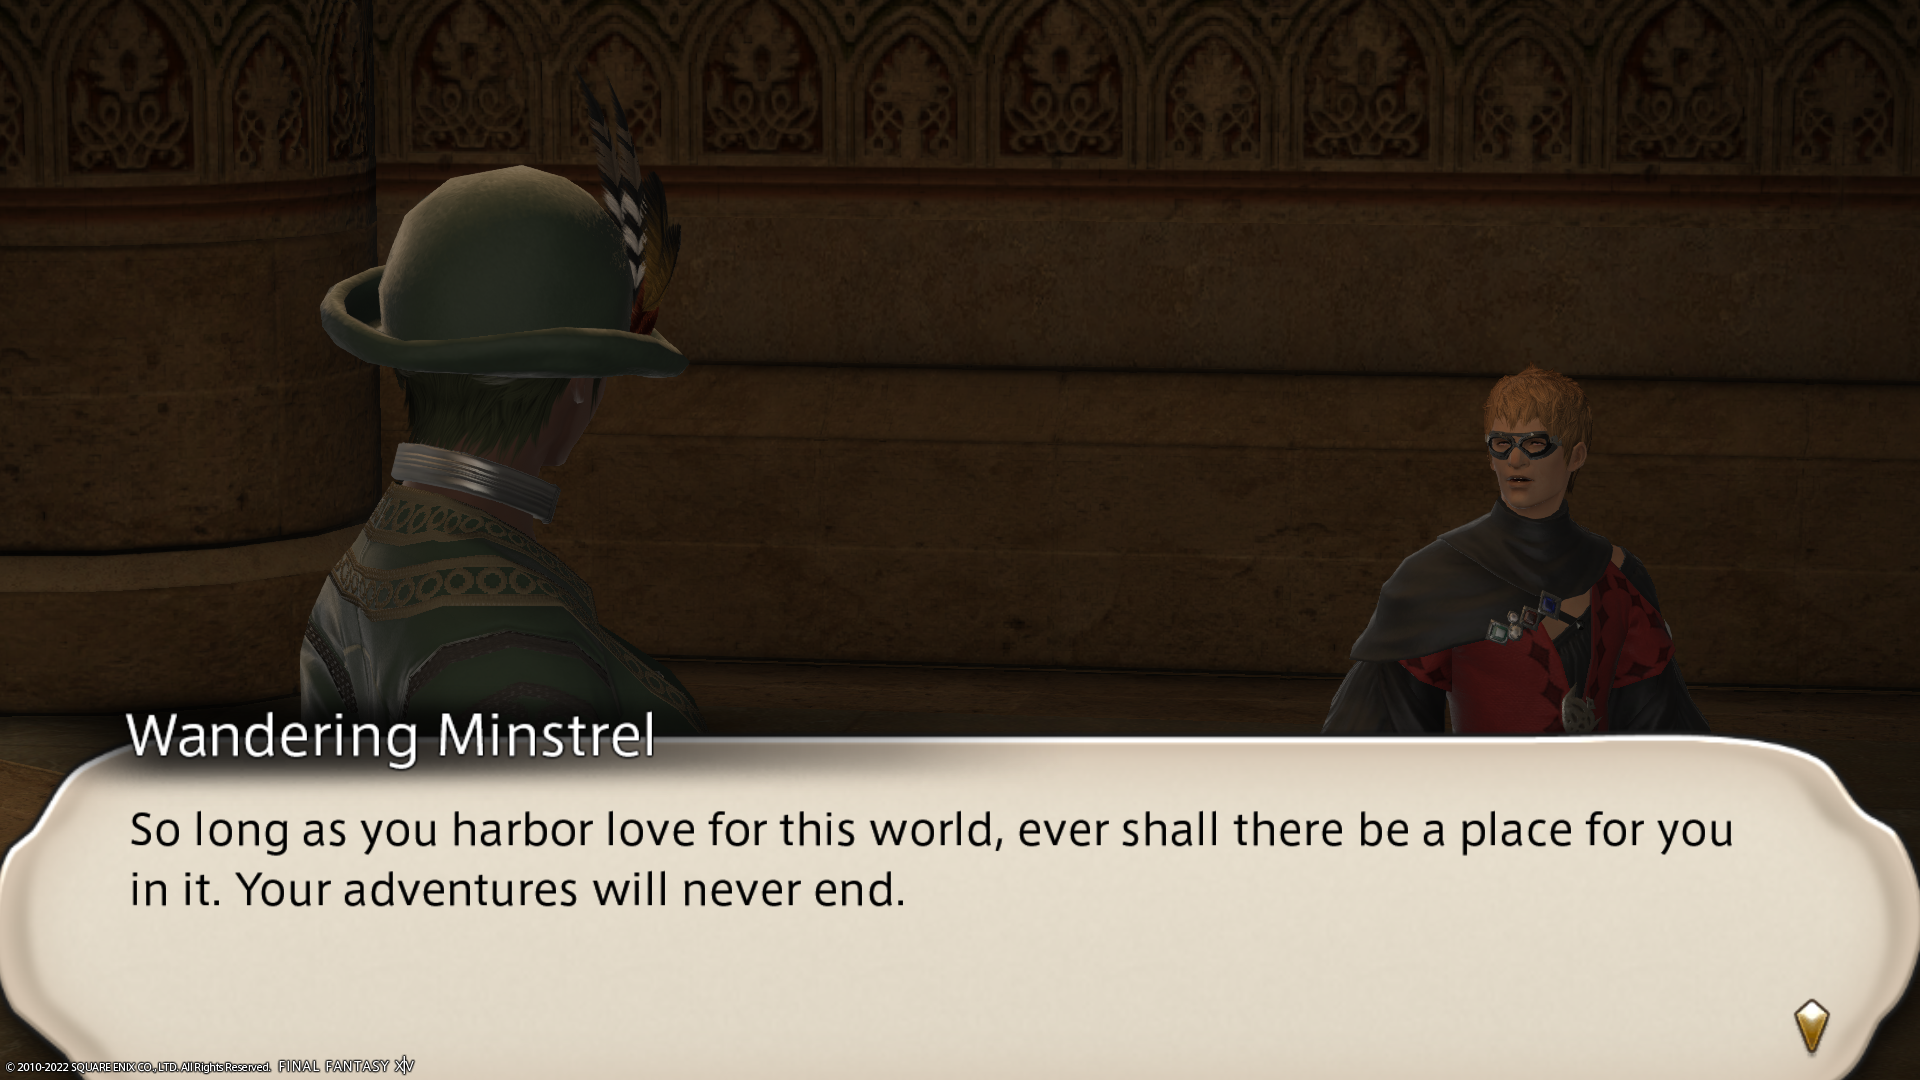 Wandering Minstrel
So long as you harbor love for this world, ever shall there be a place for you
in it. Your adventures will never end.
© 2010-2022 SQUARE ENIX CO., LTD. All Rights Reserved. FINAL FANTASY XIV